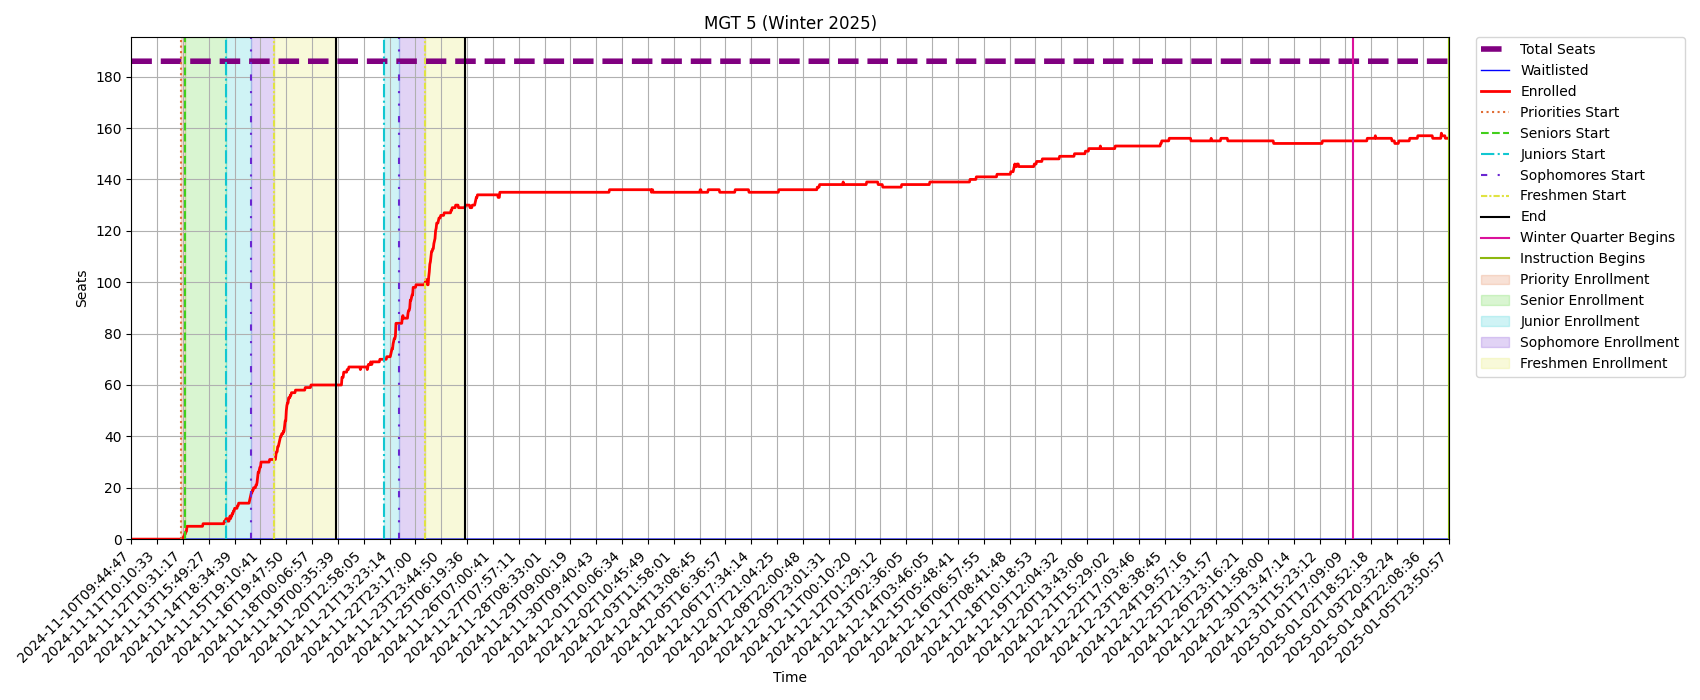 MGT 5 (Winter 2025)
Seats
180
160
140
120
100
80
60
40
20
0
2024-11-10T09:44:47
2024-11-11T10:10:33
2024-11-12T10:31:17
2024-11-13T15:49:27
2024-11-14T18:34:39
2024-11-15T19:10:41
2024-11-16T19:47:50
2024-11-18T00:06:57
2024-11-19T00:35:39
2024-11-20T12:58:05
2024-11-21T13:23:14
2024-11-22T23:17:00
2024-11-23T23:44:50
2024-11-25T06:19:36
2024-11-26T07:00:41
2024-11-27T07:57:11
2024-11-28T08:33:01
2024-11-29T09:00:19
2024-11-30T09:40:43
2024-12-01T10:06:34
2024-12-02T10:45:49
2024-12-03T11:58:01
2024-12-04T13:08:45
2024-12-05T16:36:57
2024-12-06T17:34:14
2024-12-07T21:04:25
2024-12-08T22:00:48
2024-12-09T23:01:31
2024-12-11T00:10:20
2024-12-12T01:29:12
2024-12-13T02:36:05
2024-12-14T03:46:05
2024-12-15T05:48:41
2024-12-16T06:57:55
2024-12-17T08:41:48
2024-12-18T10:18:53
2024-12-19T12:04:32
2024-12-20T13:43:06
2024-12-21T15:29:02
2024-12-22T17:03:46
2024-12-23T18:38:45
2024-12-24T19:57:16
2024-12-25T21:31:57
2024-12-26T23:16:21
2024-12-29T11:58:00
2024-12-30T13:47:14
2024-12-31T15:23:12
2025-01-01T17:09:09
2025-01-02T18:52:18
2025-01-03T20:32:24
2025-01-04T22:08:36
2025-01-05T23:50:57
Time
Total Seats
Waitlisted
Enrolled
Priorities Start
Seniors Start
Juniors Start
Sophomores Start
Freshmen Start
End
Winter Quarter Begins
Instruction Begins
Priority Enrollment
Senior Enrollment
Junior Enrollment
Sophomore Enrollment
Freshmen Enrollment